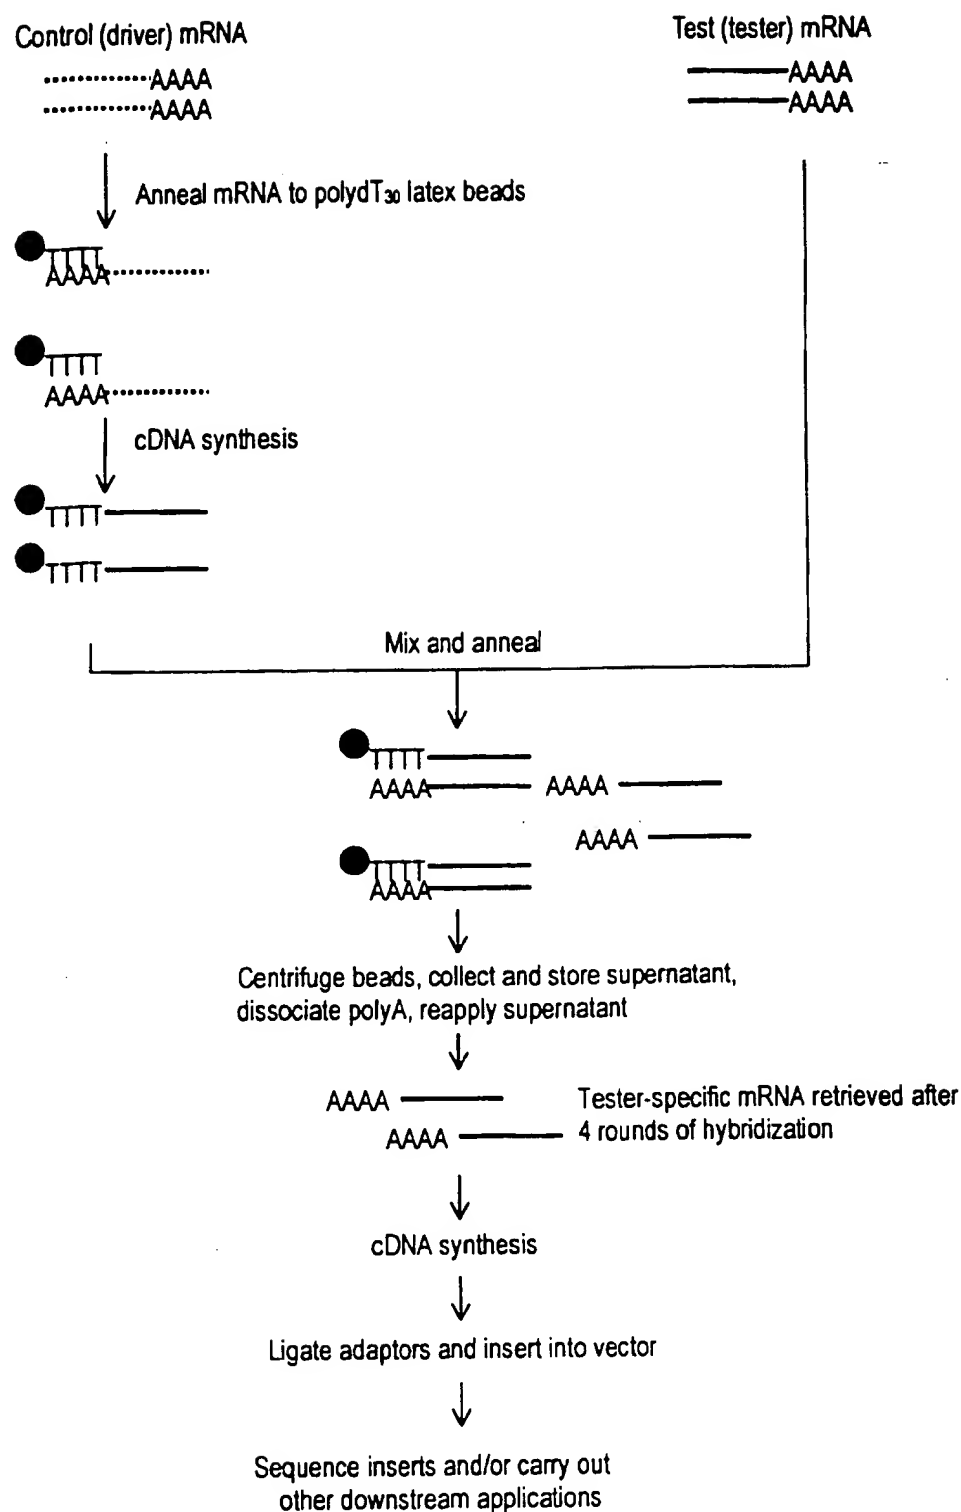 Control (driver) mRNA
AAAA
AAAA
Test (tester) mRNA
AAAA
AAAA
Anneal mRNA to polydT30 latex beads
TTTT
AAAA
TTTT
AAAA
cDNA synthesis
TTTT
TTTT
Mix and anneal
TTTT
AAAA
AAAA
AAAA
TTTT
AAAA
Centrifuge beads, collect and store supernatant,
dissociate polyA, reapply supernatant
AAAA
AAAA
Tester-specific mRNA retrieved after
4 rounds of hybridization
cDNA synthesis
Ligate adaptors and insert into vector
Sequence inserts and/or carry out
other downstream applications